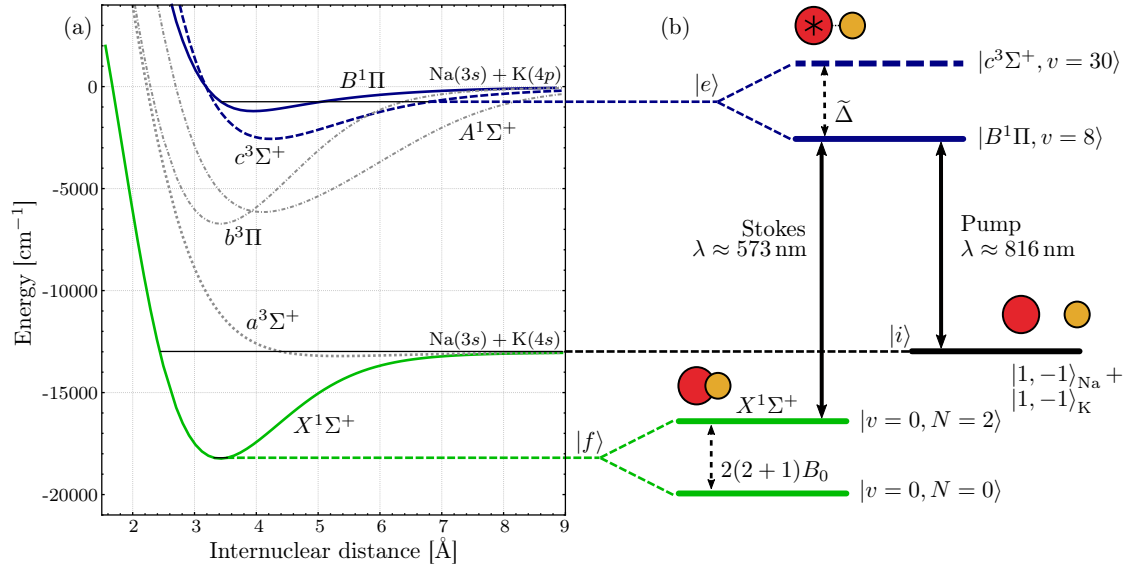 (a)
0
-5000
-10000
-15000
-20000
Energy [cm⁻¹]
2
3
4
5
6
7
8
9
Internuclear distance [Å]
B¹Π
Na(3s) + K(4p)
c³Σ⁺
A¹Σ⁺
b³Π
a³Σ⁺
Na(3s) + K(4s)
X¹Σ⁺
(b)
|e⟩
|c³Σ⁺, v = 30⟩
Δ̃
|B¹Π, v = 8⟩
Stokes
λ ≈ 573 nm
Pump
λ ≈ 816 nm
|i⟩
|1, −1⟩Na +
|1, −1⟩K
X¹Σ⁺
|f⟩
|v = 0, N = 2⟩
2(2 + 1)B₀
|v = 0, N = 0⟩